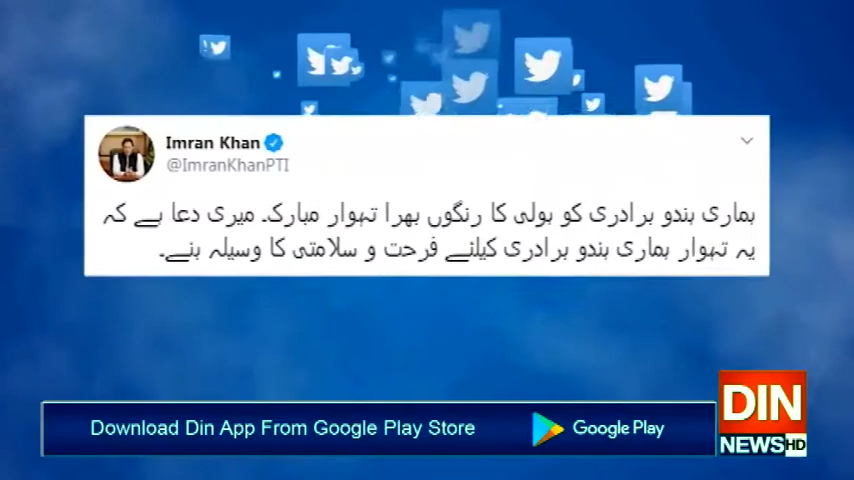 Imran Khan
@ImranKhanPTI
ہماری ہندو برادری کو ہولی کا رنگوں بھرا تہوار مبارک۔ میری دعا ہے کہ
یہ تہوار ہماری ہندو برادری کیلئے فرحت و سلامتی کا وسیلہ بنے۔
Download Din App From Google Play Store
Google Play
DIN
NEWS HD